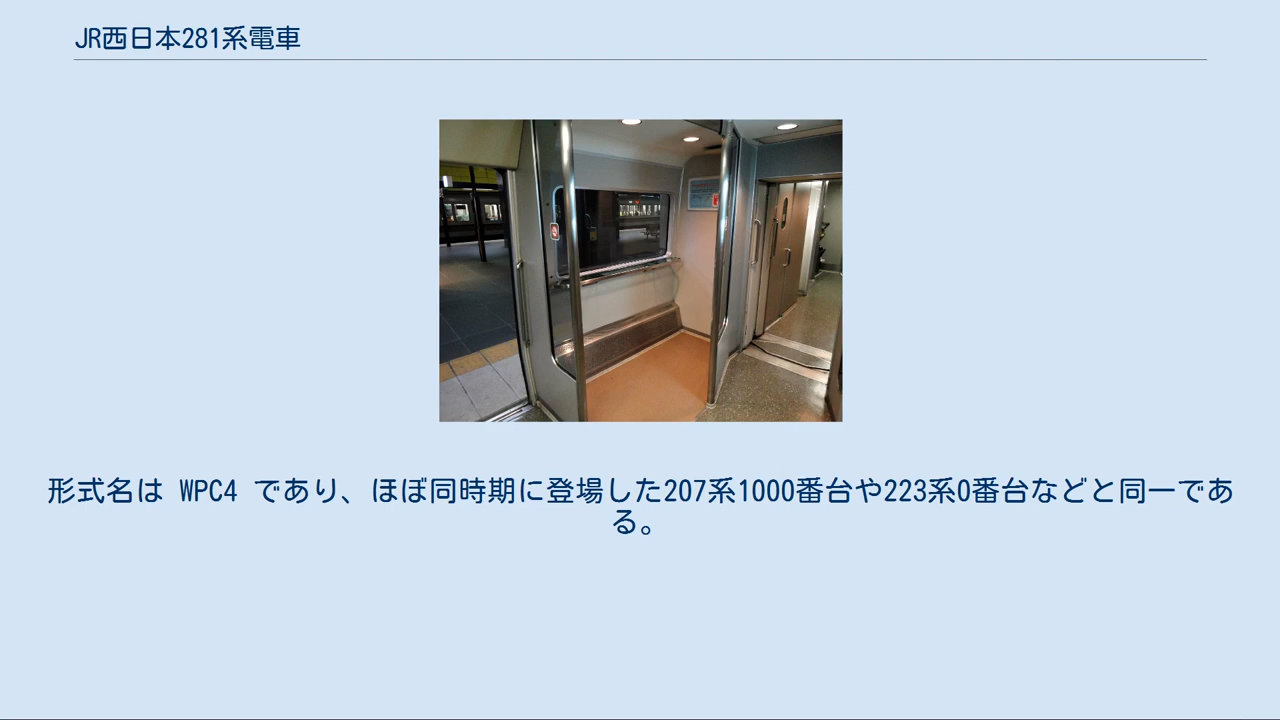 JR西日本281系電車
形式名は WPC4 であり、ほぼ同時期に登場した207系1000番台や223系0番台などと同一であ
る。